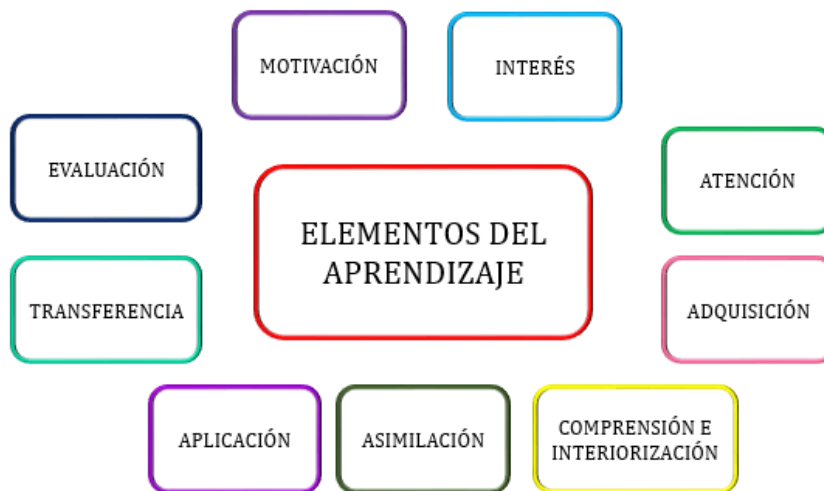 MOTIVACIÓN
INTERÉS
EVALUACIÓN
ATENCIÓN
ELEMENTOS DEL
APRENDIZAJE
TRANSFERENCIA
ADQUISICIÓN
APLICACIÓN
ASIMILACIÓN
COMPRENSIÓN E
INTERIORIZACIÓN